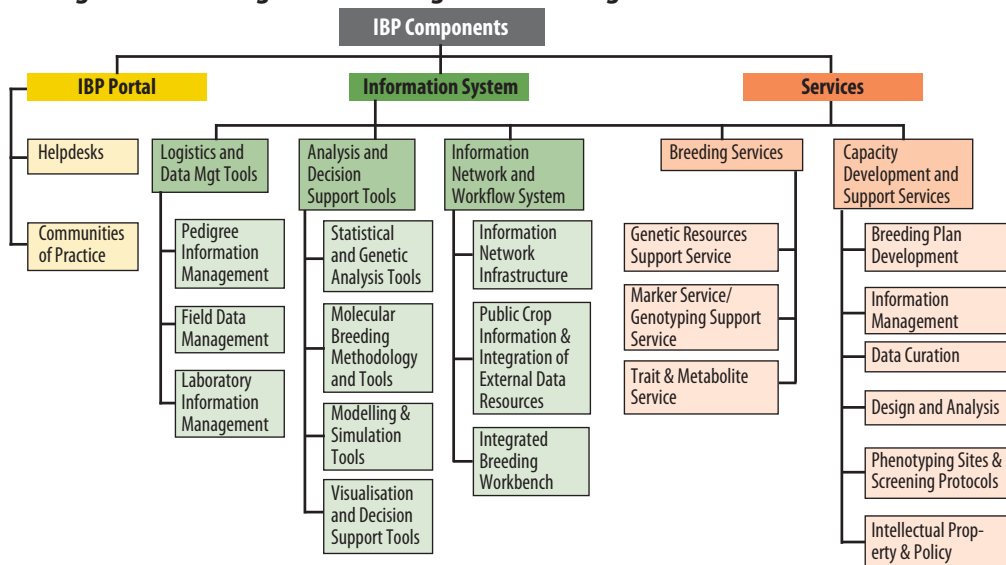 IBP Components
IBP Portal
Information System
Services
Helpdesks
Communities
of Practice
Logistics and
Data Mgt Tools
Pedigree
Information
Management
Field Data
Management
Laboratory
Information
Management
Analysis and
Decision
Support Tools
Statistical
and Genetic
Analysis Tools
Molecular
Breeding
Methodology
and Tools
Modelling &
Simulation
Tools
Visualisation
and Decision
Support Tools
Information
Network and
Workflow System
Information
Network
Infrastructure
Public Crop
Information &
Integration of
External Data
Resources
Integrated
Breeding
Workbench
Breeding Services
Genetic Resources
Support Service
Marker Service/
Genotyping Support
Service
Trait & Metabolite
Service
Capacity
Development and
Support Services
Breeding Plan
Development
Information
Management
Data Curation
Design and Analysis
Phenotyping Sites &
Screening Protocols
Intellectual Prop-
erty & Policy